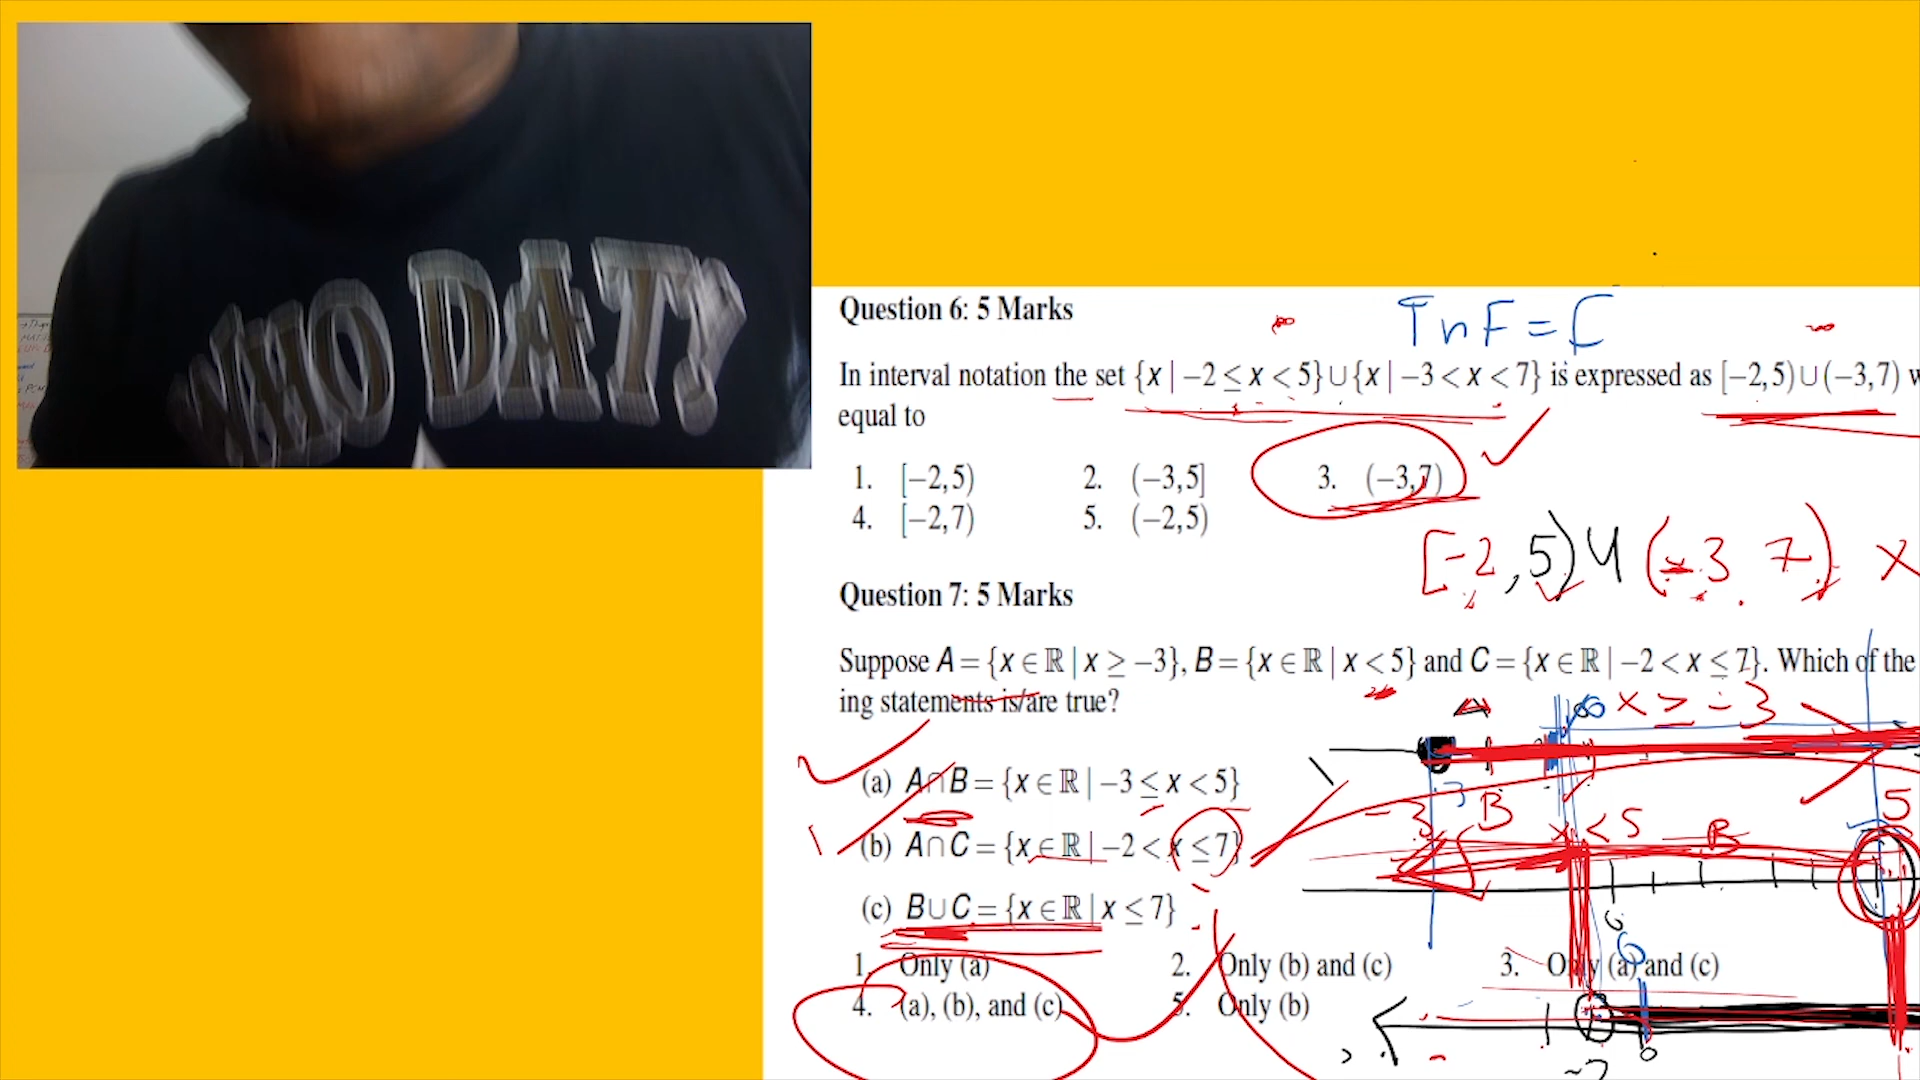 WHO DAT?
Question 6: 5 Marks
T n F = F
In interval notation the set {x | −2 ≤ x < 5} ∪ {x | −3 < x < 7} is expressed as [−2, 5) ∪ (−3, 7) w
equal to
1. [−2, 5) 2. (−3, 5] 3. (−3, 7)
4. [−2, 7) 5. (−2, 5)
[-2, 5) U (-3 7) x
Question 7: 5 Marks
Suppose A = {x ∈ ℝ | x ≥ −3}, B = {x ∈ ℝ | x < 5} and C = {x ∈ ℝ | −2 < x ≤ 7}. Which of the
ing statements is/are true?
A x ≥ -3
(a) A∩B = {x ∈ ℝ | −3 ≤ x < 5}
-3 B x < 5 B 5
(b) A∩C = {x ∈ ℝ | −2 < x ≤ 7}
(c) B∪C = {x ∈ ℝ | x ≤ 7}
1. Only (a) 2. Only (b) and (c) 3. Only (a) and (c)
4. (a), (b), and (c) 5. Only (b)